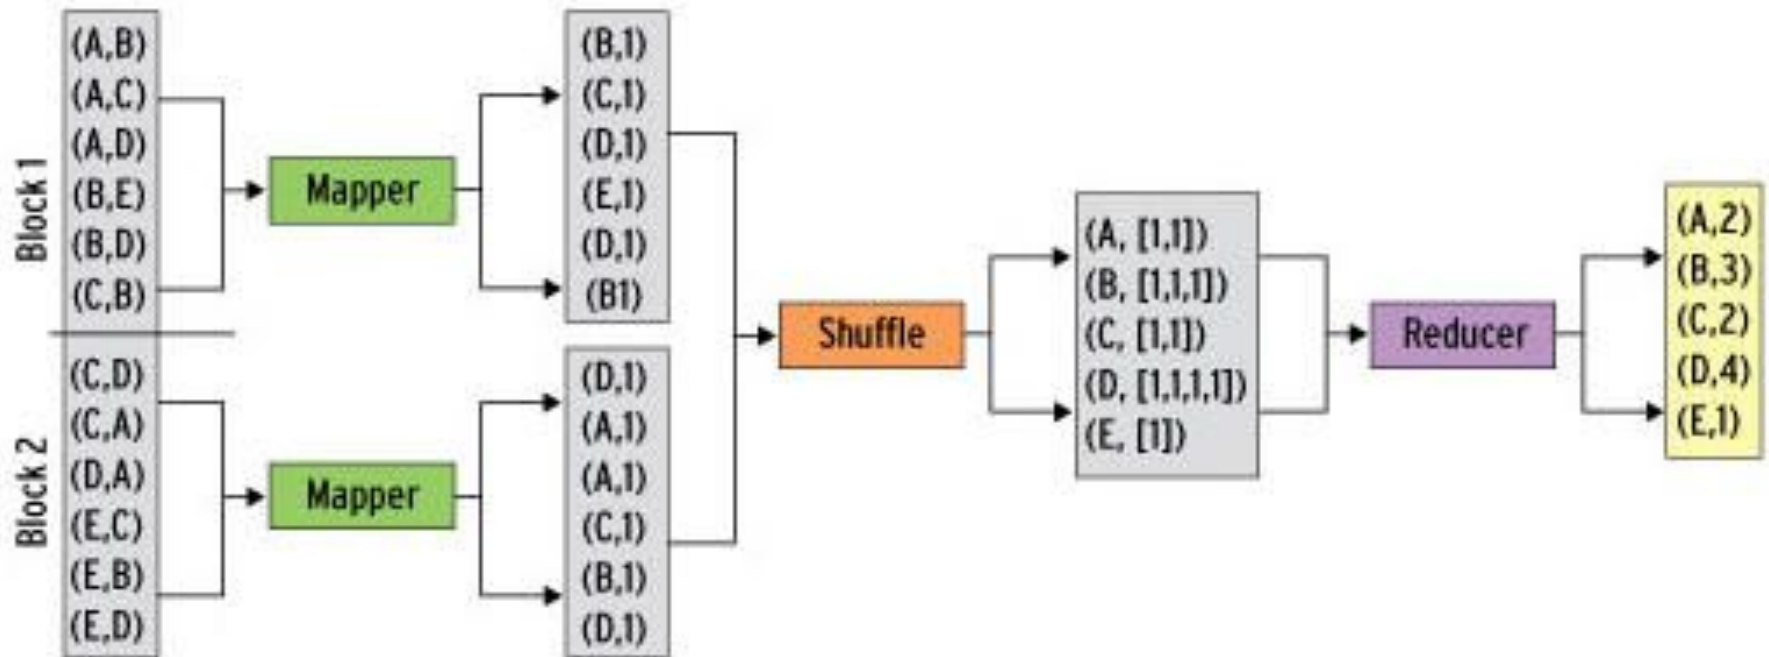 Block 1
(A,B)
(A,C)
(A,D)
(B,E)
(B,D)
(C,B)
Mapper
(B,1)
(C,1)
(D,1)
(E,1)
(D,1)
(B1)
Block 2
(C,D)
(C,A)
(D,A)
(E,C)
(E,B)
(E,D)
Mapper
(D,1)
(A,1)
(A,1)
(C,1)
(B,1)
(D,1)
Shuffle
(A, [1,1])
(B, [1,1,1])
(C, [1,1])
(D, [1,1,1,1])
(E, [1])
Reducer
(A,2)
(B,3)
(C,2)
(D,4)
(E,1)